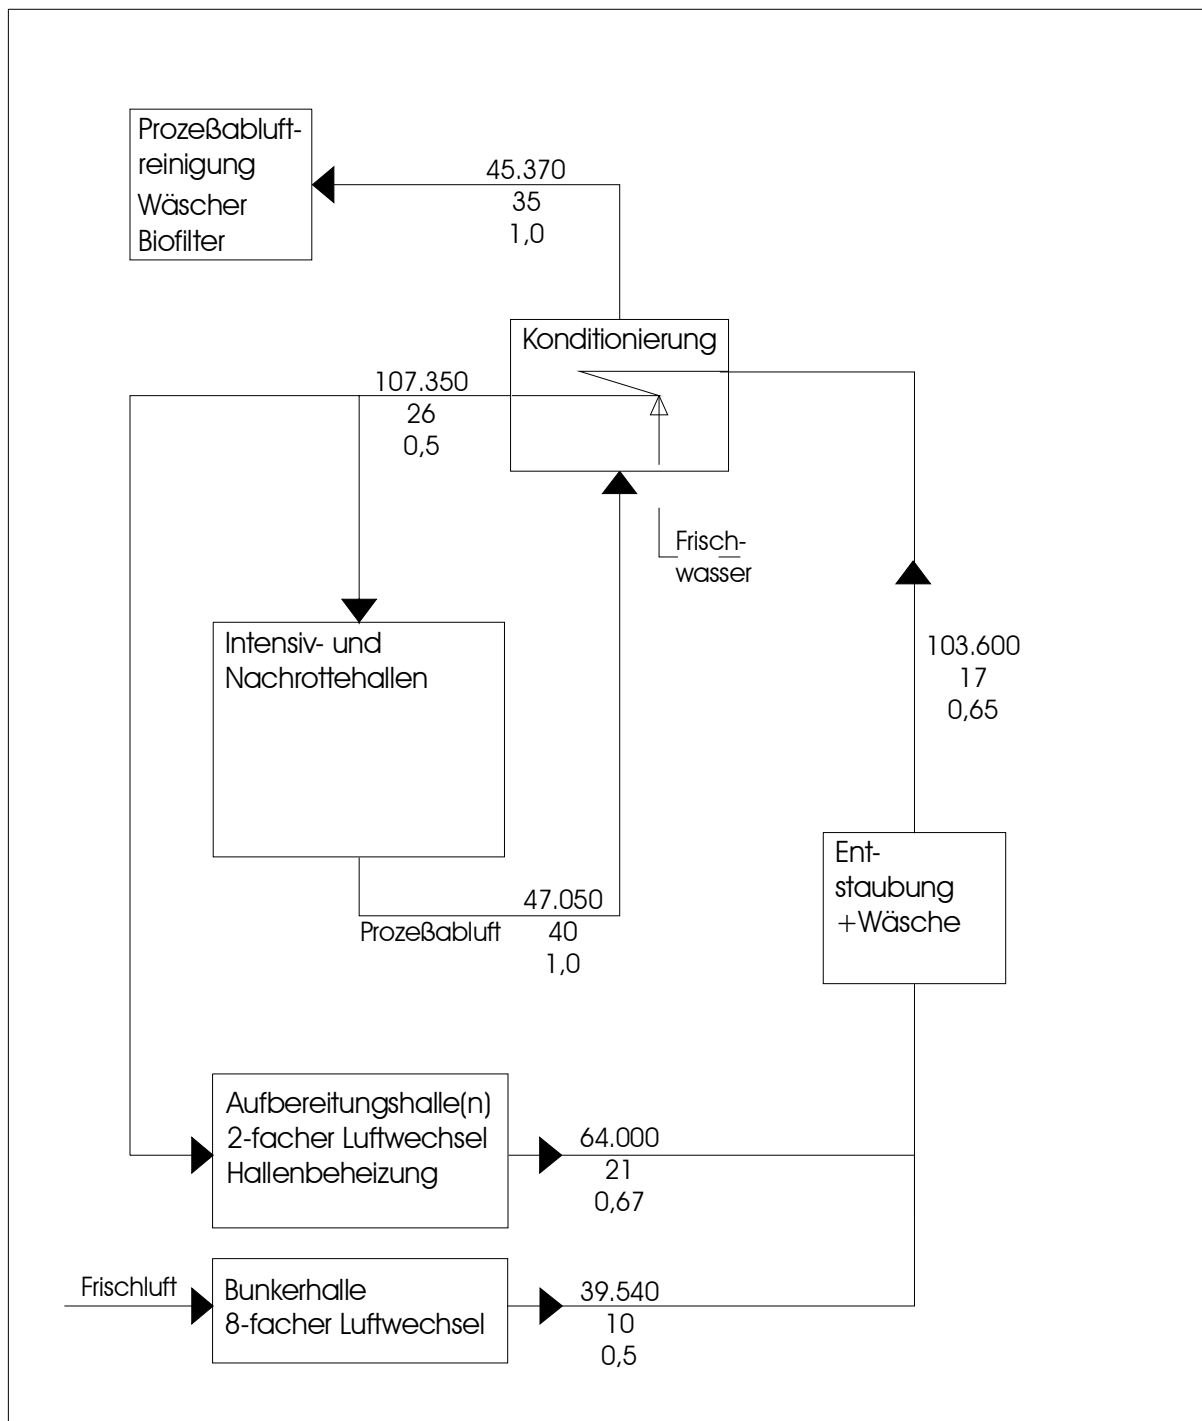 Prozeßabluft-
reinigung
Wäscher
Biofilter
45.370
35
1,0
Konditionierung
107.350
26
0,5
Frisch-
wasser
Intensiv- und
Nachrottehallen
103.600
17
0,65
Ent-
staubung
+Wäsche
47.050
Prozeßabluft 40
1,0
Aufbereitungshalle(n)
2-facher Luftwechsel
Hallenbeheizung
64.000
21
0,67
Frischluft
Bunkerhalle
8-facher Luftwechsel
39.540
10
0,5